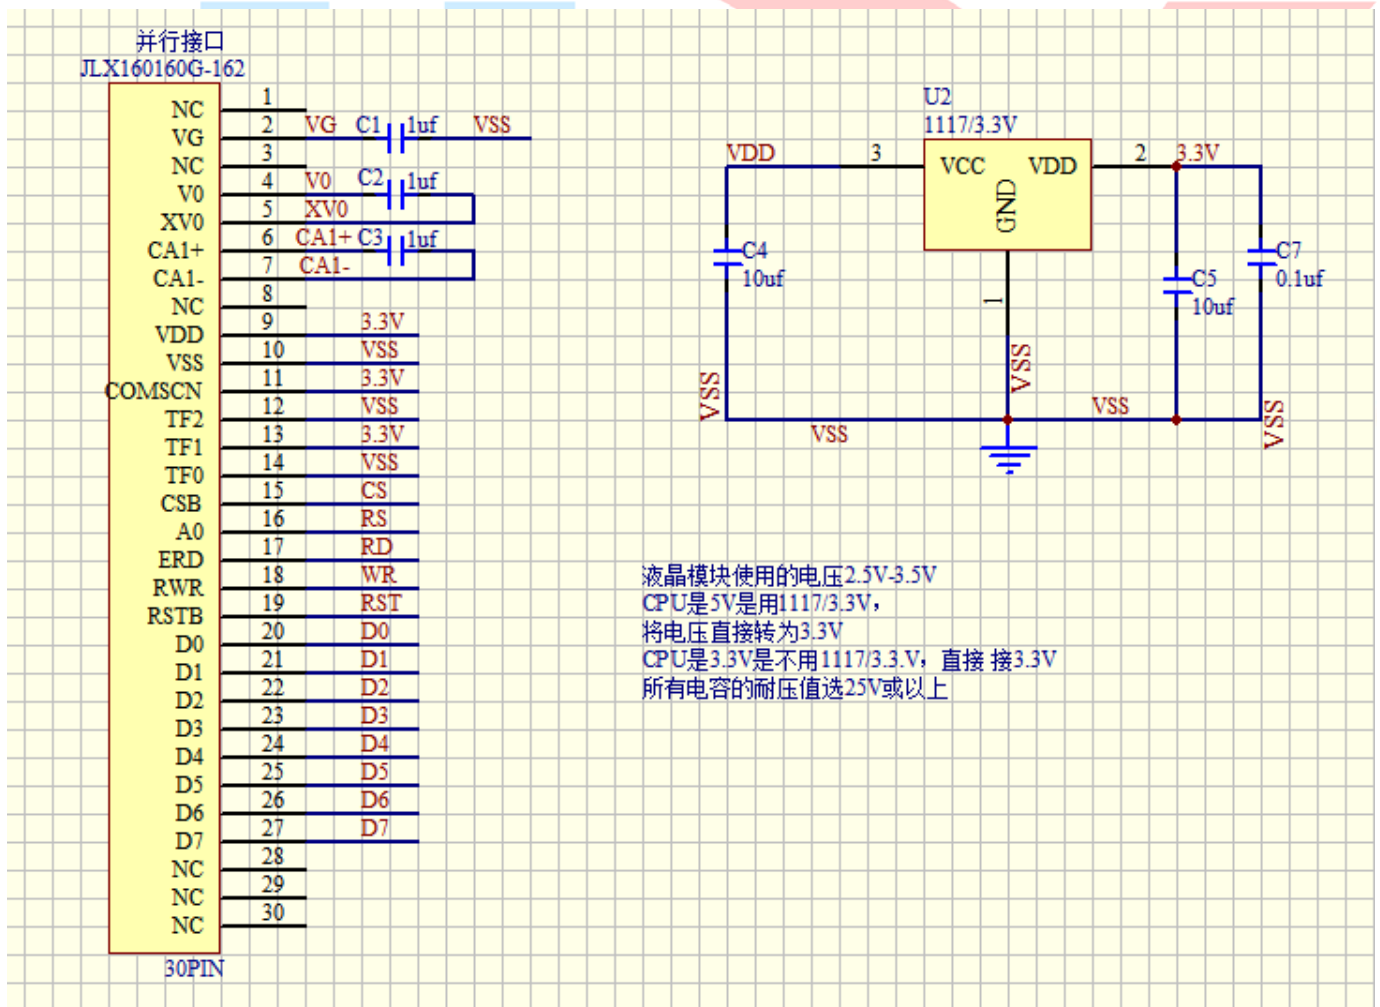 并行接口
JLX160160G-162
NC 1
VG 2 VG C1 1uf VSS
NC 3
V0 4 V0 C2 1uf
XV0 5 XV0
CA1+ 6 CA1+ C3 1uf
CA1- 7 CA1-
NC 8
VDD 9 3.3V
VSS 10 VSS
COMSCN 11 3.3V
TF2 12 VSS
TF1 13 3.3V
TF0 14 VSS
CSB 15 CS
A0 16 RS
ERD 17 RD
RWR 18 WR
RSTB 19 RST
D0 20 D0
D1 21 D1
D2 22 D2
D3 23 D3
D4 24 D4
D5 25 D5
D6 26 D6
D7 27 D7
NC 28
NC 29
NC 30
30PIN
U2
1117/3.3V
VDD 3 VCC VDD 2 3.3V
GND
C4
10uf
1
C5
10uf
C7
0.1uf
VSS
VSS
VSS
VSS
VSS
液晶模块使用的电压2.5V-3.5V
CPU是5V是用1117/3.3V，
将电压直接转为3.3V
CPU是3.3V是不用1117/3.3.V，直接 接3.3V
所有电容的耐压值选25V或以上